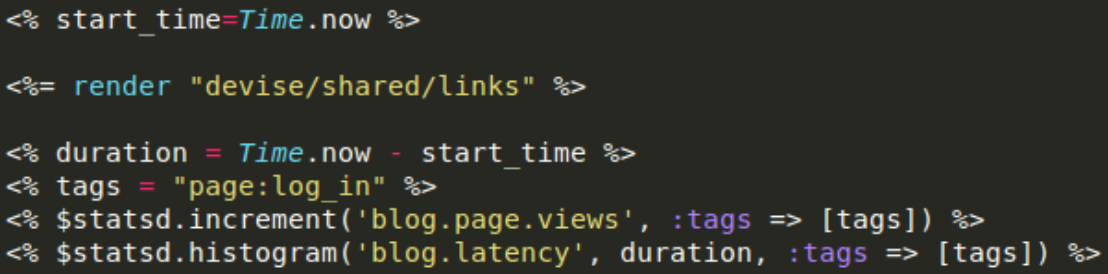 <% start_time=Time.now %>
<%= render "devise/shared/links" %>
<% duration = Time.now - start_time %>
<% tags = "page:log_in" %>
<% $statsd.increment('blog.page.views', :tags => [tags]) %>
<% $statsd.histogram('blog.latency', duration, :tags => [tags]) %>